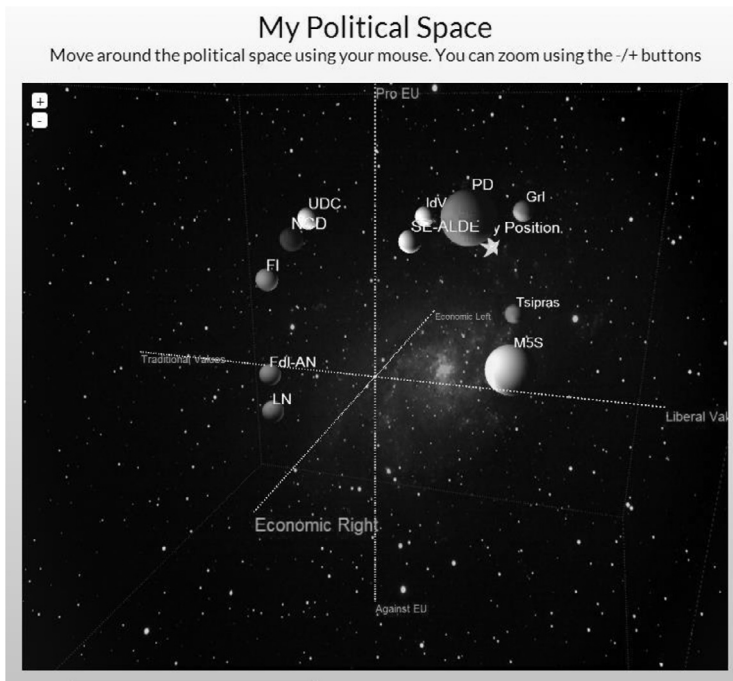 My Political Space
Move around the political space using your mouse. You can zoom using the -/+ buttons
+
-
Pro EU
PD
UDC
IdV
Grl
NCD
SE-ALDE
y Position
FI
Tsipras
Economic Left
M5S
Traditional Values
FdI-AN
LN
Liberal Val
Economic Right
Against EU